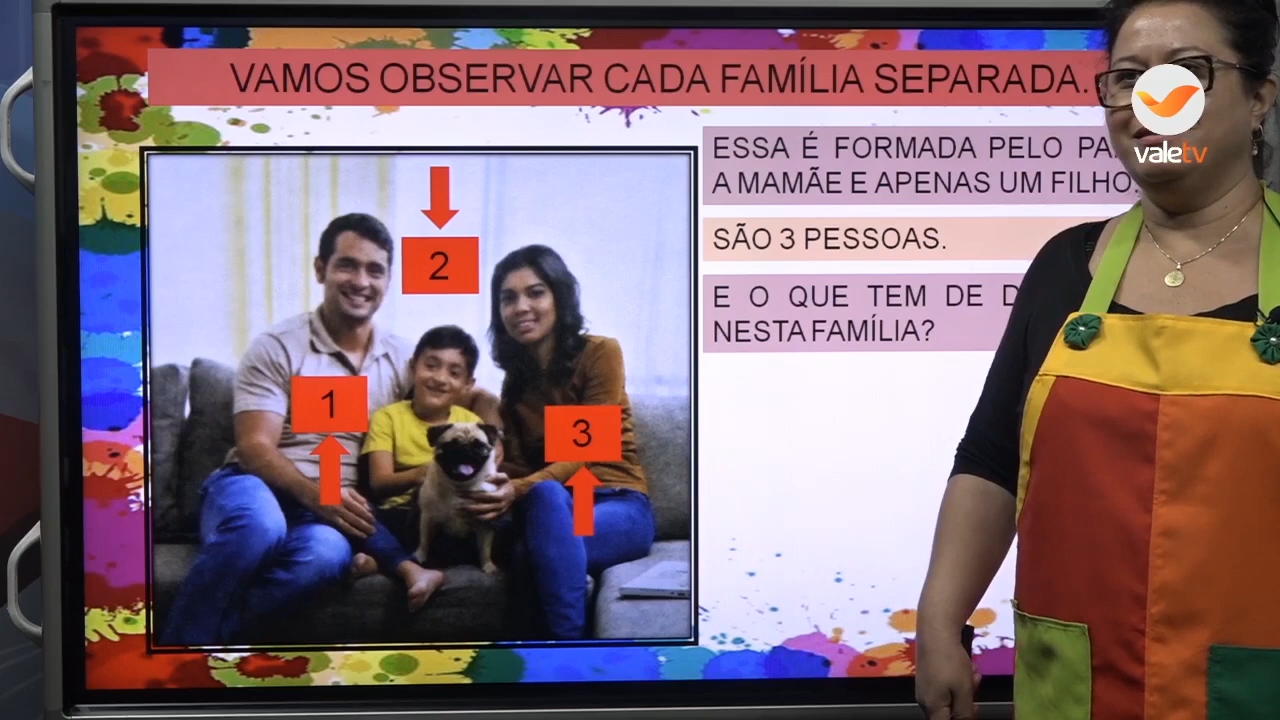 VAMOS OBSERVAR CADA FAMÍLIA SEPARADA.
valetv
ESSA É FORMADA PELO
A MAMÃE E APENAS UM FILHO.
SÃO 3 PESSOAS.
E O QUE TEM DE
NESTA FAMÍLIA?
2
1
3